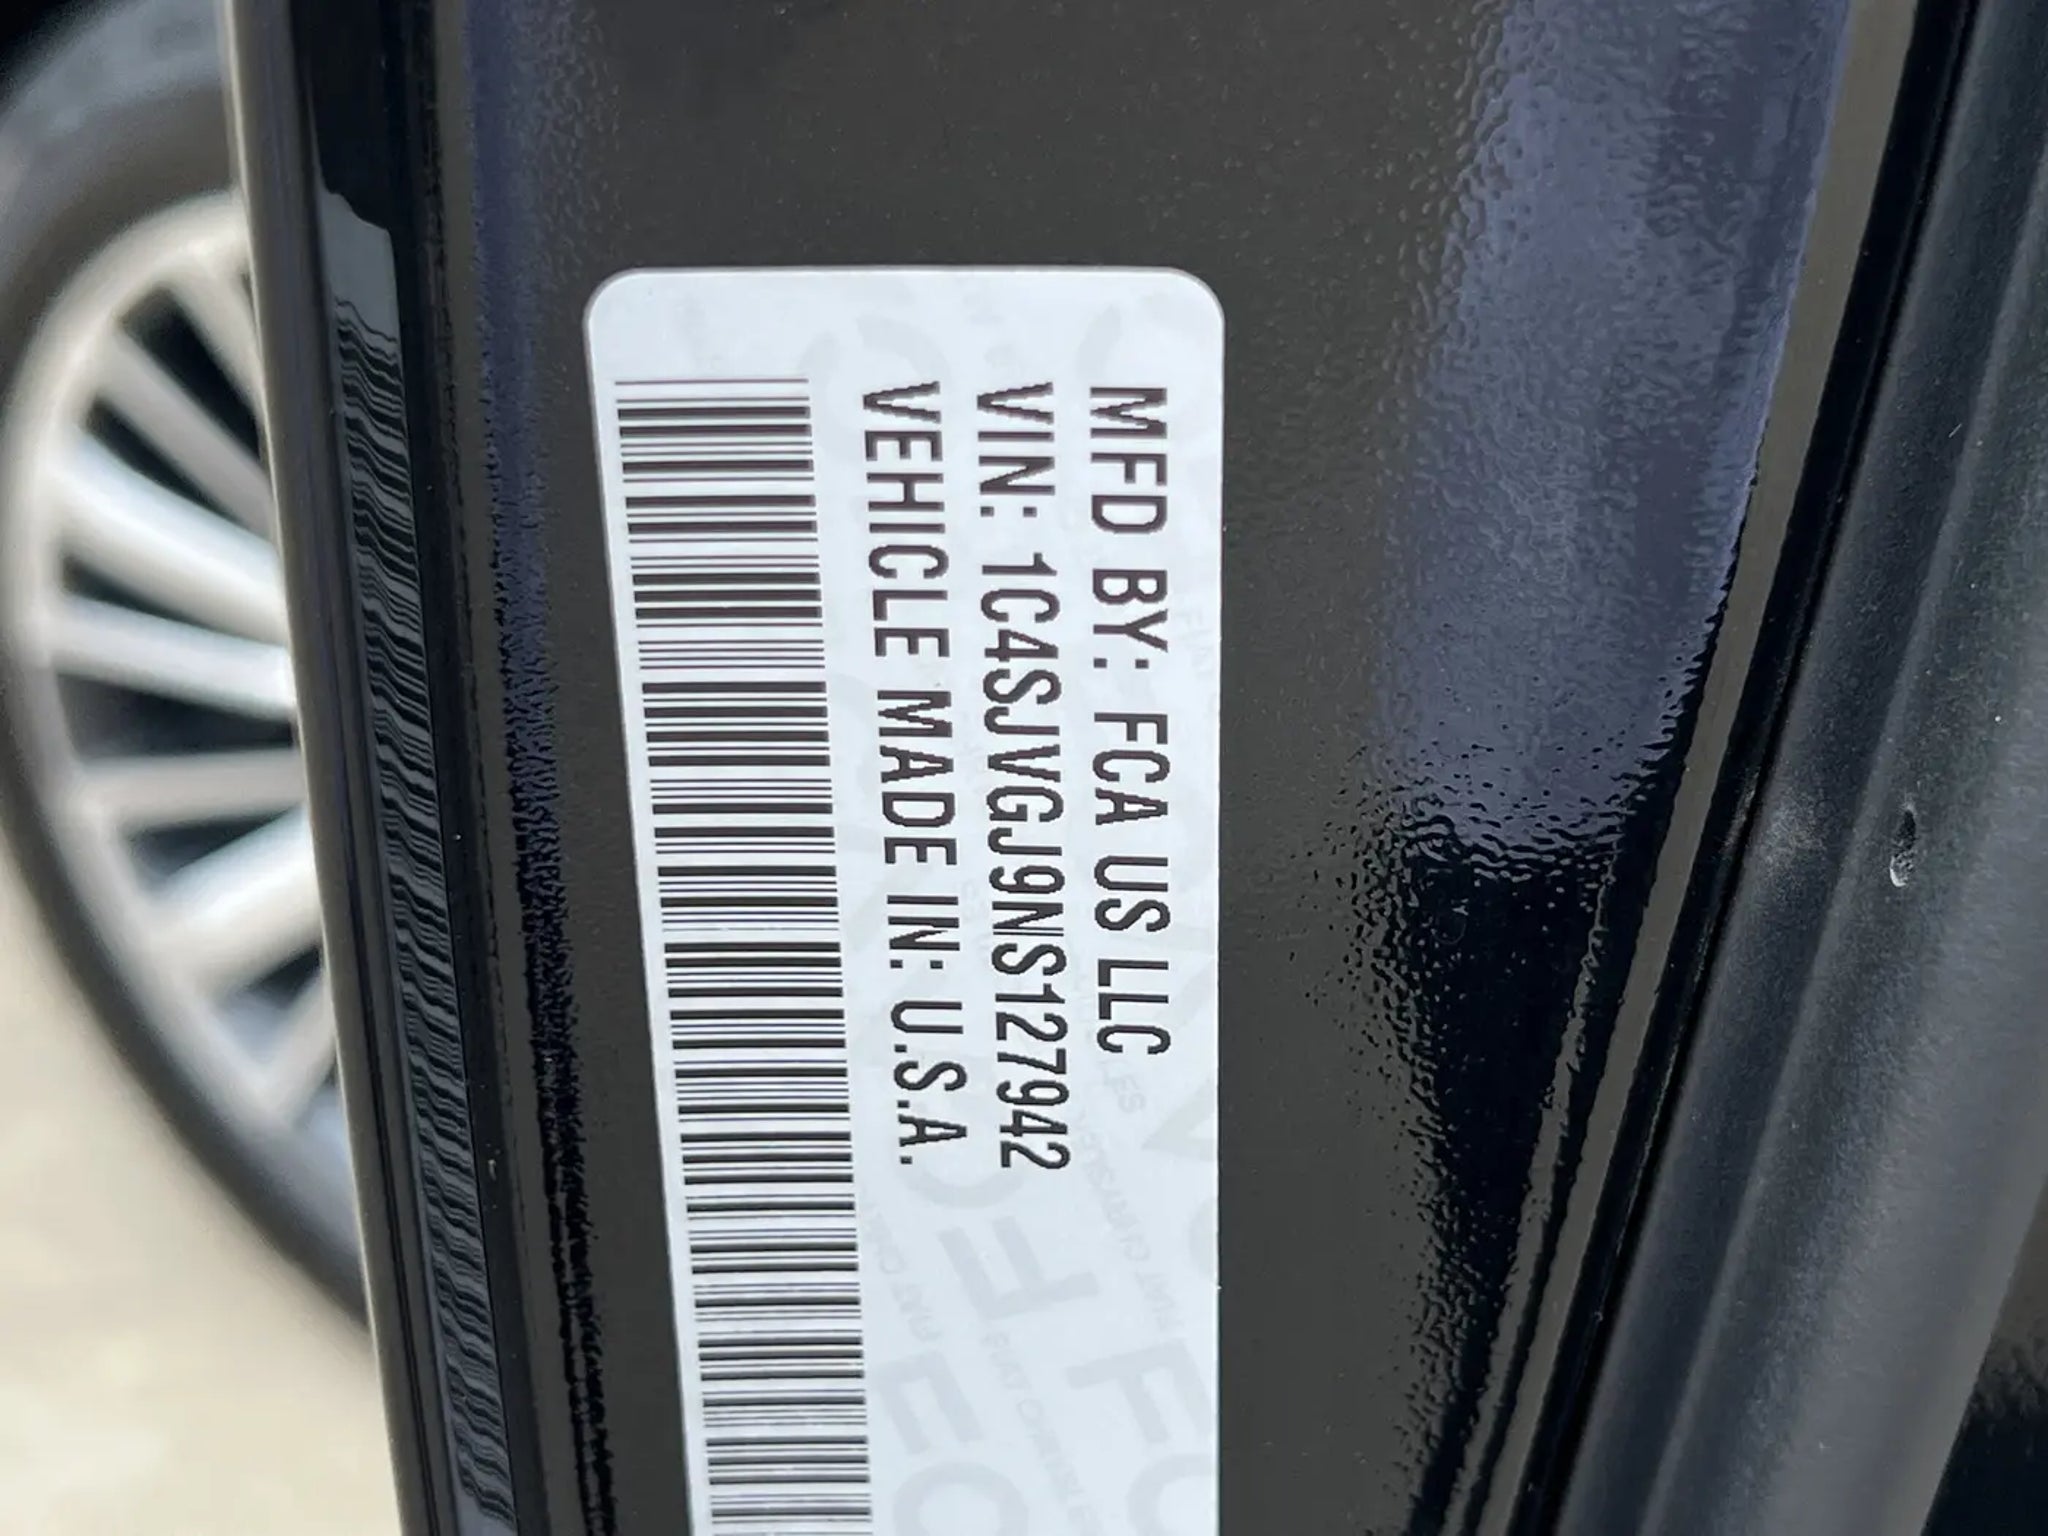 MFD BY: FCA US LLC
VIN: 1C4SJVGJ9NS127942
VEHICLE MADE IN: U.S.A.